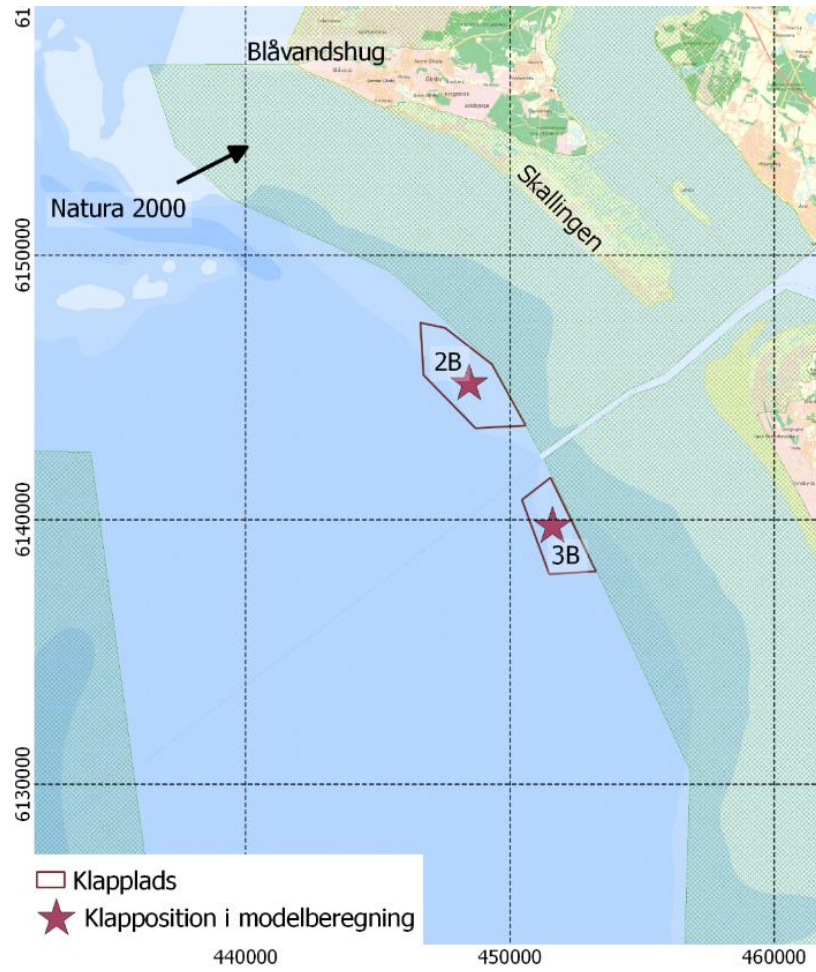 61
Blåvandshug
Natura 2000
Skallingen
6150000
2B
6140000
3B
6130000
Klapplads
Klapposition i modelberegning
440000
450000
460000